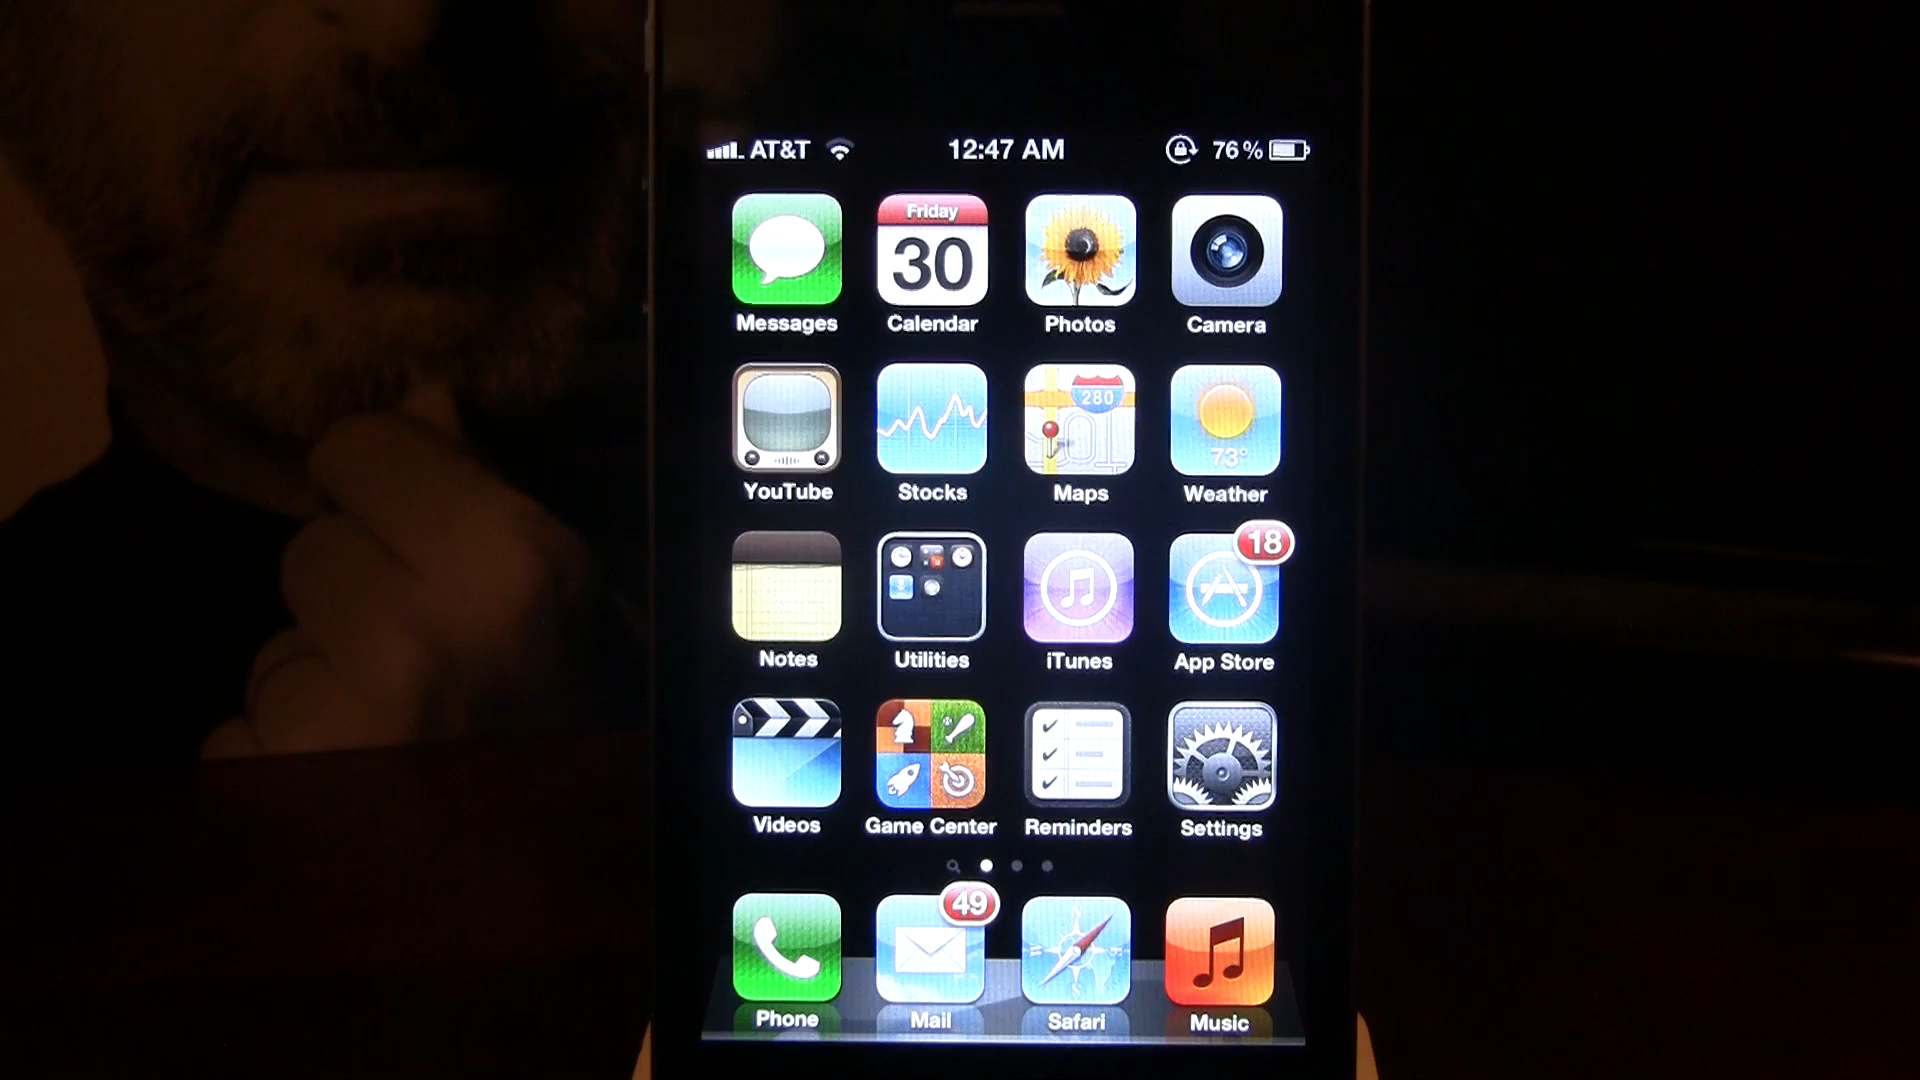 AT&T 12:47 AM 76%
Friday
30
Messages Calendar Photos Camera
280
73°
YouTube Stocks Maps Weather
18
Notes Utilities iTunes App Store
Videos Game Center Reminders Settings
49
Phone Mail Safari Music